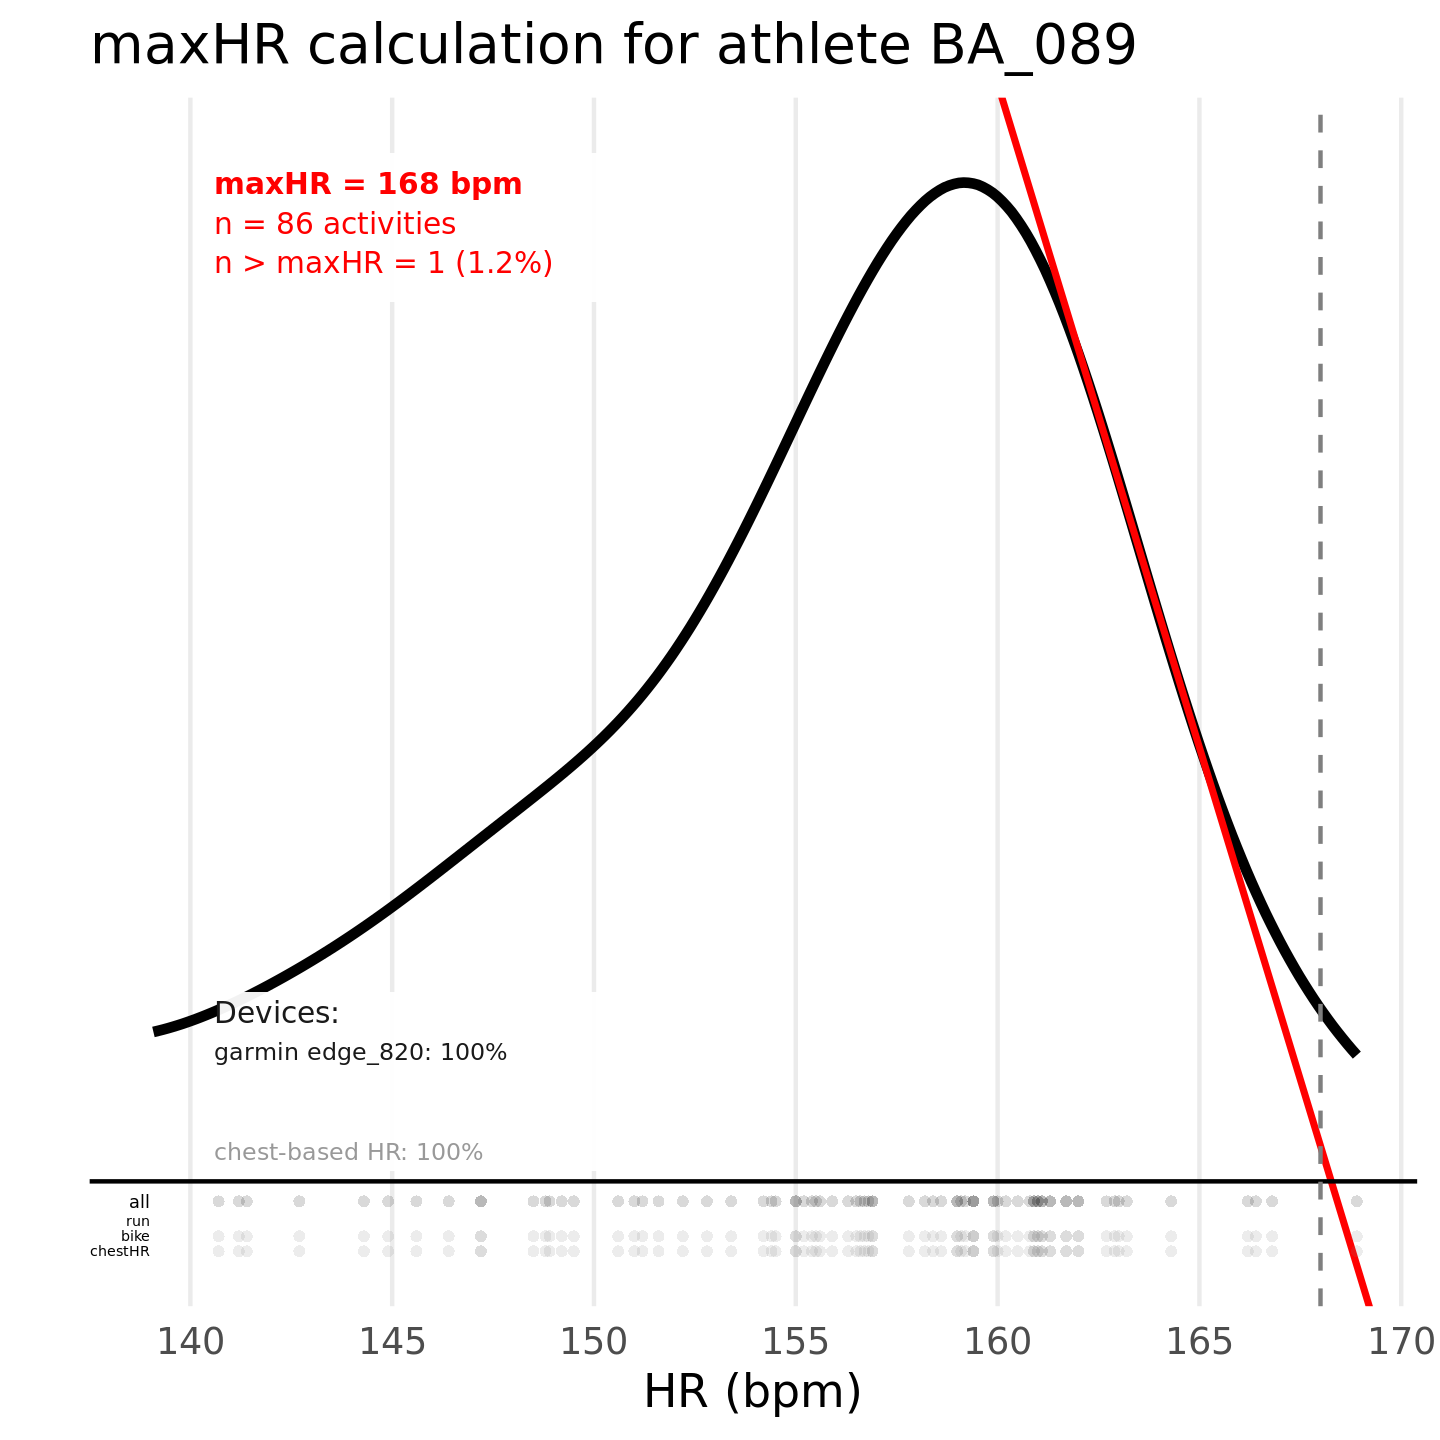 maxHR calculation for athlete BA_089
maxHR = 168 bpm
n = 86 activities
n > maxHR = 1 (1.2%)
Devices:
garmin edge_820: 100%
chest-based HR: 100%
all
run
bike
chestHR
140 145 150 155 160 165 170
HR (bpm)